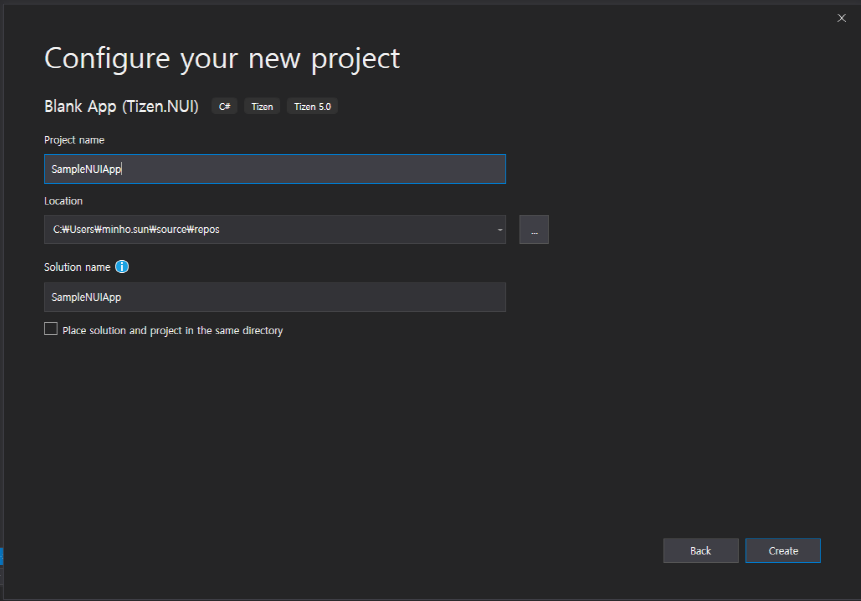 Configure your new project
Blank App (Tizen.NUI) C# Tizen Tizen 5.0
Project name
SampleNUIApp
Location
C:₩Users₩minho.sun₩source₩repos
...
Solution name
SampleNUIApp
Place solution and project in the same directory
Back Create